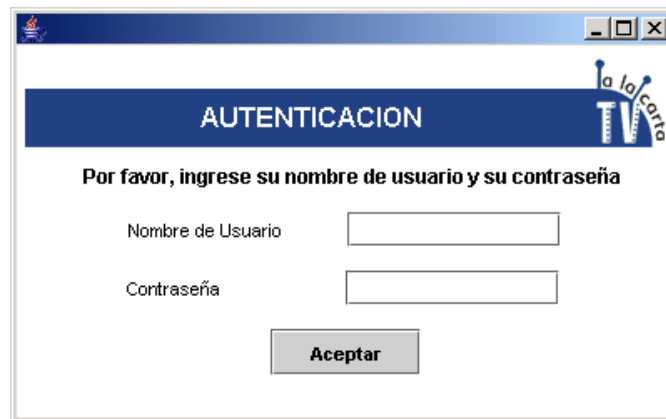 a la carta
TV
AUTENTICACION
Por favor, ingrese su nombre de usuario y su contraseña
Nombre de Usuario
Contraseña
Aceptar